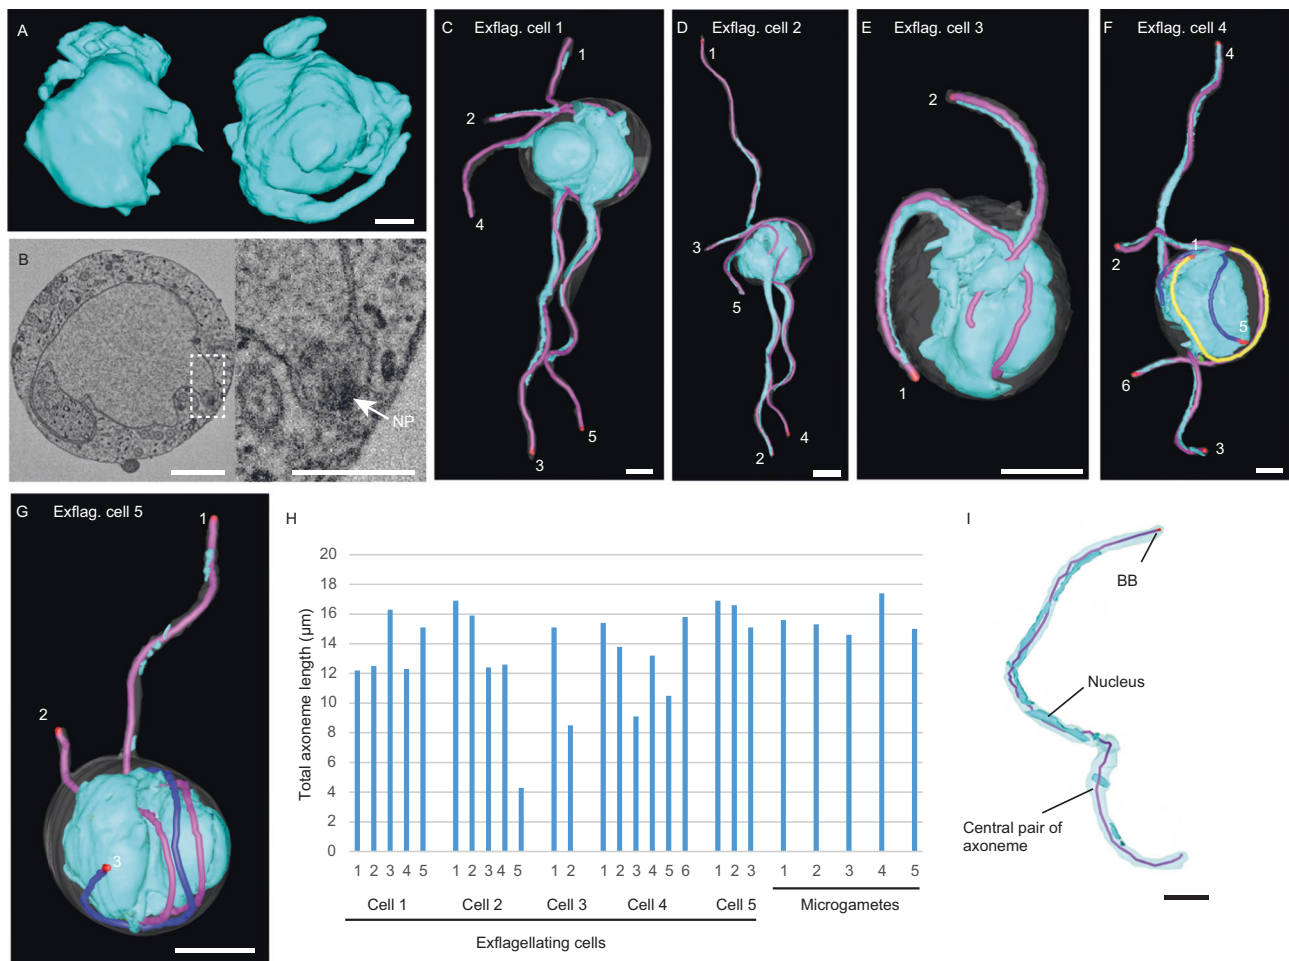 A
B
NP
C Exflag. cell 1
1
2
4
3
5
D Exflag. cell 2
1
3
5
4
2
E Exflag. cell 3
2
1
F Exflag. cell 4
4
1
2
5
6
3
G Exflag. cell 5
1
2
3
H
Total axoneme length (µm)
20
18
16
14
12
10
8
6
4
2
0
1 2 3 4 5 1 2 3 4 5 1 2 1 2 3 4 5 6 1 2 3 1 2 3 4 5
Cell 1 Cell 2 Cell 3 Cell 4 Cell 5 Microgametes
Exflagellating cells
I
BB
Nucleus
Central pair of
axoneme